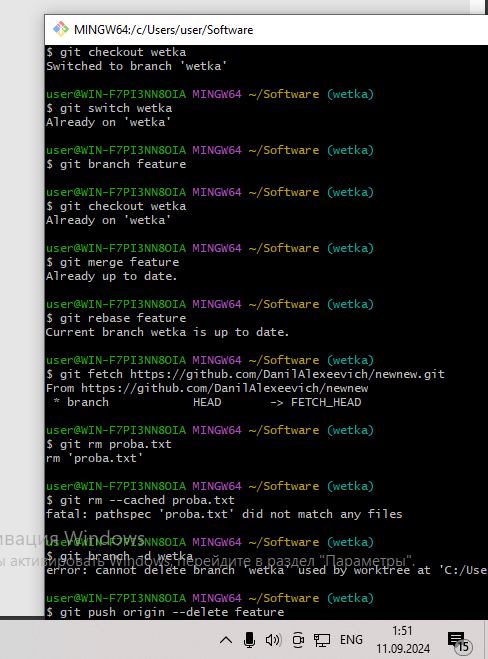 MINGW64:/c/Users/user/Software
$ git checkout wetka
Switched to branch 'wetka'
user@WIN-F7PI3NN8OIA MINGW64 ~/Software (wetka)
$ git switch wetka
Already on 'wetka'
user@WIN-F7PI3NN8OIA MINGW64 ~/Software (wetka)
$ git branch feature
user@WIN-F7PI3NN8OIA MINGW64 ~/Software (wetka)
$ git checkout wetka
Already on 'wetka'
user@WIN-F7PI3NN8OIA MINGW64 ~/Software (wetka)
$ git merge feature
Already up to date.
user@WIN-F7PI3NN8OIA MINGW64 ~/Software (wetka)
$ git rebase feature
Current branch wetka is up to date.
user@WIN-F7PI3NN8OIA MINGW64 ~/Software (wetka)
$ git fetch https://github.com/DanilAlexeevich/newnew.git
From https://github.com/DanilAlexeevich/newnew
* branch HEAD -> FETCH_HEAD
user@WIN-F7PI3NN8OIA MINGW64 ~/Software (wetka)
$ git rm proba.txt
rm 'proba.txt'
user@WIN-F7PI3NN8OIA MINGW64 ~/Software (wetka)
$ git rm --cached proba.txt
fatal: pathspec 'proba.txt' did not match any files
ивация Windows
user@WIN-F7PI3NN8OIA MINGW64 ~/Software (wetka)
$ git branch -d wetka
ы активировать Windows, перейдите в раздел "Параметры".
error: cannot delete branch 'wetka' used by worktree at 'C:/Use
user@WIN-F7PI3NN8OIA MINGW64 ~/Software (wetka)
$ git push origin --delete feature
ENG
1:51
11.09.2024
15